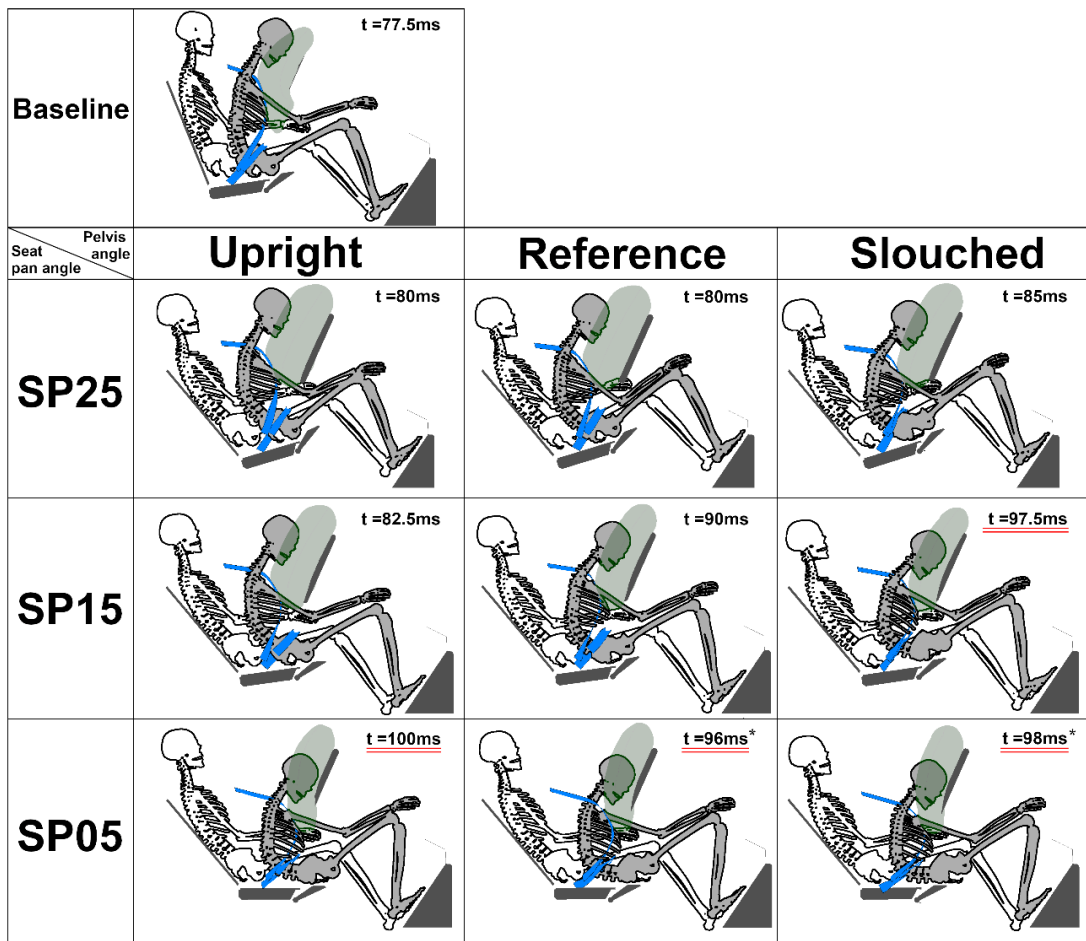 t =77.5ms
Baseline
Seat pan angle
Pelvis angle
Upright
Reference
Slouched
SP25
t =80ms
t =80ms
t =85ms
SP15
t =82.5ms
t =90ms
t =97.5ms
SP05
t =100ms
t =96ms*
t =98ms*